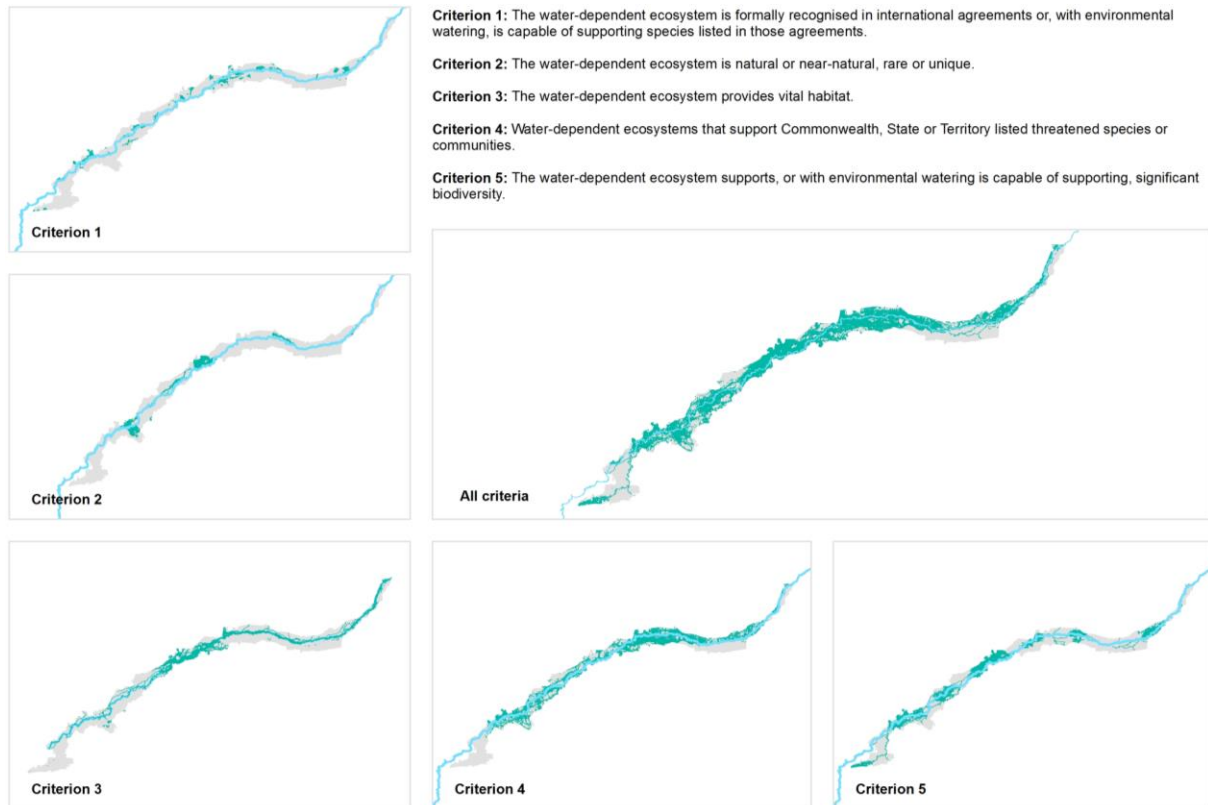 Criterion 1: The water-dependent ecosystem is formally recognised in international agreements or, with environmental
watering, is capable of supporting species listed in those agreements.
Criterion 2: The water-dependent ecosystem is natural or near-natural, rare or unique.
Criterion 3: The water-dependent ecosystem provides vital habitat.
Criterion 4: Water-dependent ecosystems that support Commonwealth, State or Territory listed threatened species or
communities.
Criterion 5: The water-dependent ecosystem supports, or with environmental watering is capable of supporting, significant
biodiversity.
Criterion 1
Criterion 2
All criteria
Criterion 3
Criterion 4
Criterion 5